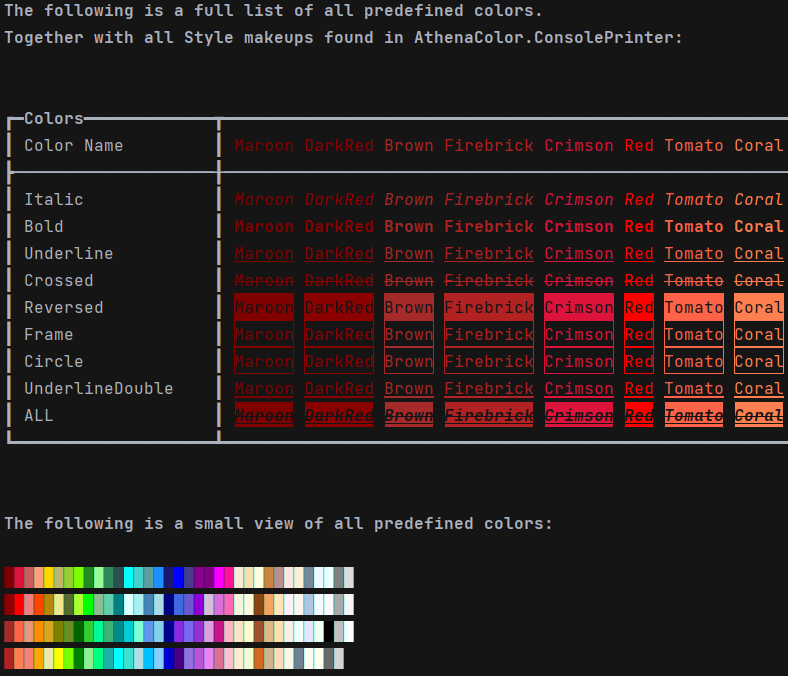 The following is a full list of all predefined colors.
Together with all Style makeups found in AthenaColor.ConsolePrinter:
Colors
Color Name Maroon DarkRed Brown Firebrick Crimson Red Tomato Coral
Italic Maroon DarkRed Brown Firebrick Crimson Red Tomato Coral
Bold Maroon DarkRed Brown Firebrick Crimson Red Tomato Coral
Underline Maroon DarkRed Brown Firebrick Crimson Red Tomato Coral
Crossed Maroon DarkRed Brown Firebrick Crimson Red Tomato Coral
Reversed Maroon DarkRed Brown Firebrick Crimson Red Tomato Coral
Frame Maroon DarkRed Brown Firebrick Crimson Red Tomato Coral
Circle Maroon DarkRed Brown Firebrick Crimson Red Tomato Coral
UnderlineDouble Maroon DarkRed Brown Firebrick Crimson Red Tomato Coral
ALL Maroon DarkRed Brown Firebrick Crimson Red Tomato Coral
The following is a small view of all predefined colors: